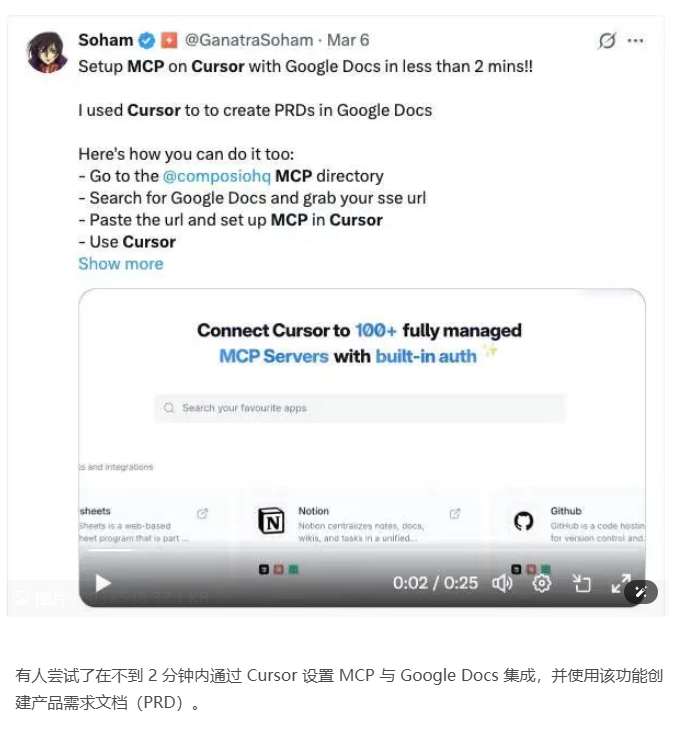 Soham @GanatraSoham · Mar 6
Setup MCP on Cursor with Google Docs in less than 2 mins!!
I used Cursor to to create PRDs in Google Docs
Here's how you can do it too:
- Go to the @composiohq MCP directory
- Search for Google Docs and grab your sse url
- Paste the url and set up MCP in Cursor
- Use Cursor
Show more
Connect Cursor to 100+ fully managed
MCP Servers with built-in auth
Search your favourite apps
s and integrations
sheets
Sheets is a web-based
heet program that is part ...
Notion
Notion centralizes notes, docs,
wikis, and tasks in a unified...
Github
GitHub is a code hostin
for version control and
0:02 / 0:25
图片
有人尝试了在不到 2 分钟内通过 Cursor 设置 MCP 与 Google Docs 集成，并使用该功能创
建产品需求文档（PRD）。